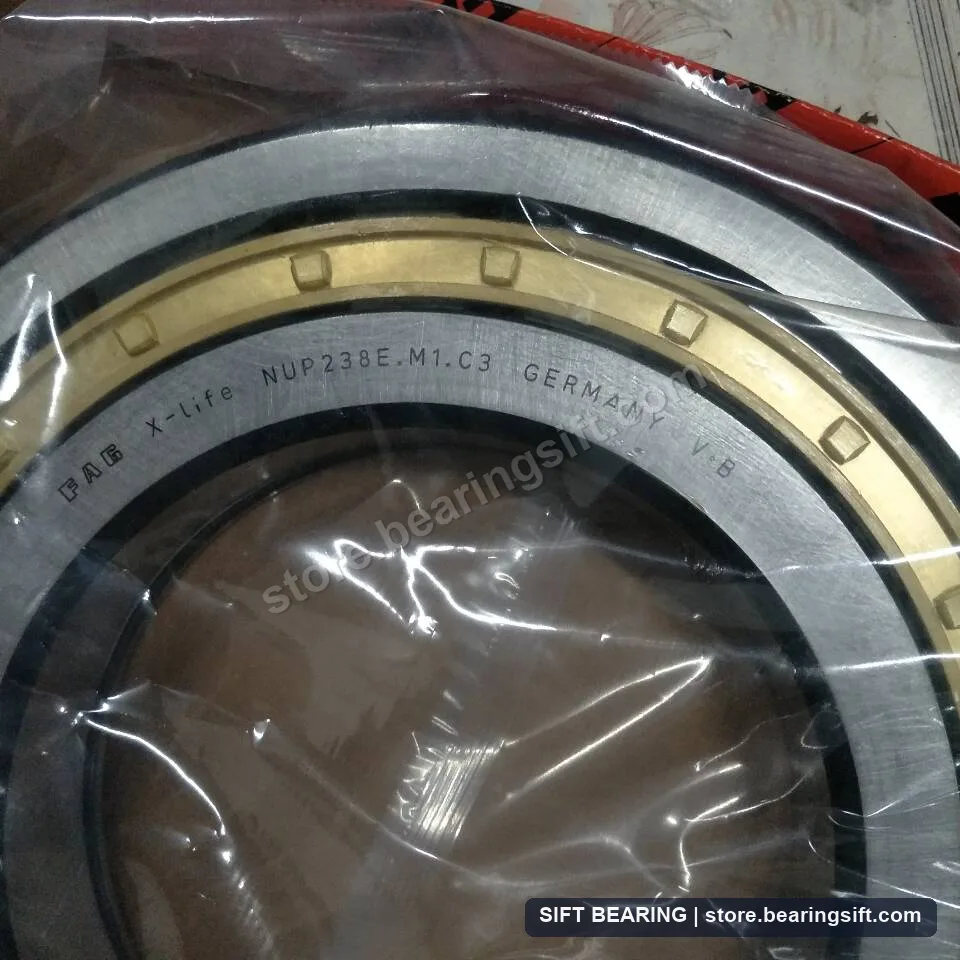 FAG X-life NUP238E.M1.C3 GERMANY V·B
store.bearingsift.com
SIFT BEARING | store.bearingsift.com